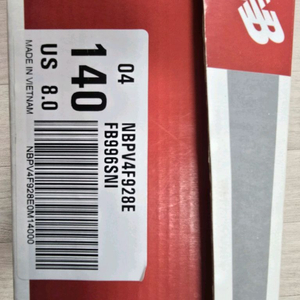 04
NBPV4F928E
FB996SNI
140
US 8.0
MADE IN VIETNAM
NBPV4F928E0M14000